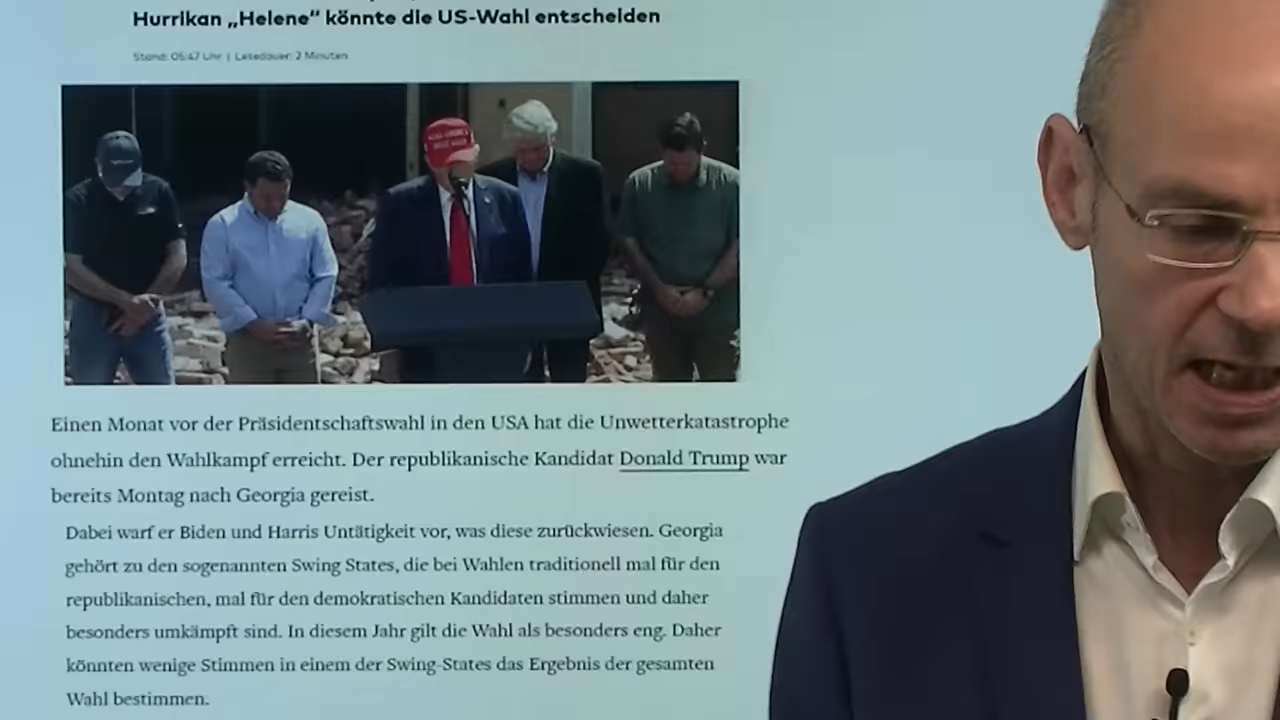 Hurrikan „Helene“ könnte die US-Wahl entscheiden
Stand: 05:47 Uhr | Lesedauer: 2 Minuten
Einen Monat vor der Präsidentschaftswahl in den USA hat die Unwetterkatastrophe
ohnehin den Wahlkampf erreicht. Der republikanische Kandidat Donald Trump war
bereits Montag nach Georgia gereist.
Dabei warf er Biden und Harris Untätigkeit vor, was diese zurückwiesen. Georgia
gehört zu den sogenannten Swing States, die bei Wahlen traditionell mal für den
republikanischen, mal für den demokratischen Kandidaten stimmen und daher
besonders umkämpft sind. In diesem Jahr gilt die Wahl als besonders eng. Daher
könnten wenige Stimmen in einem der Swing-States das Ergebnis der gesamten
Wahl bestimmen.